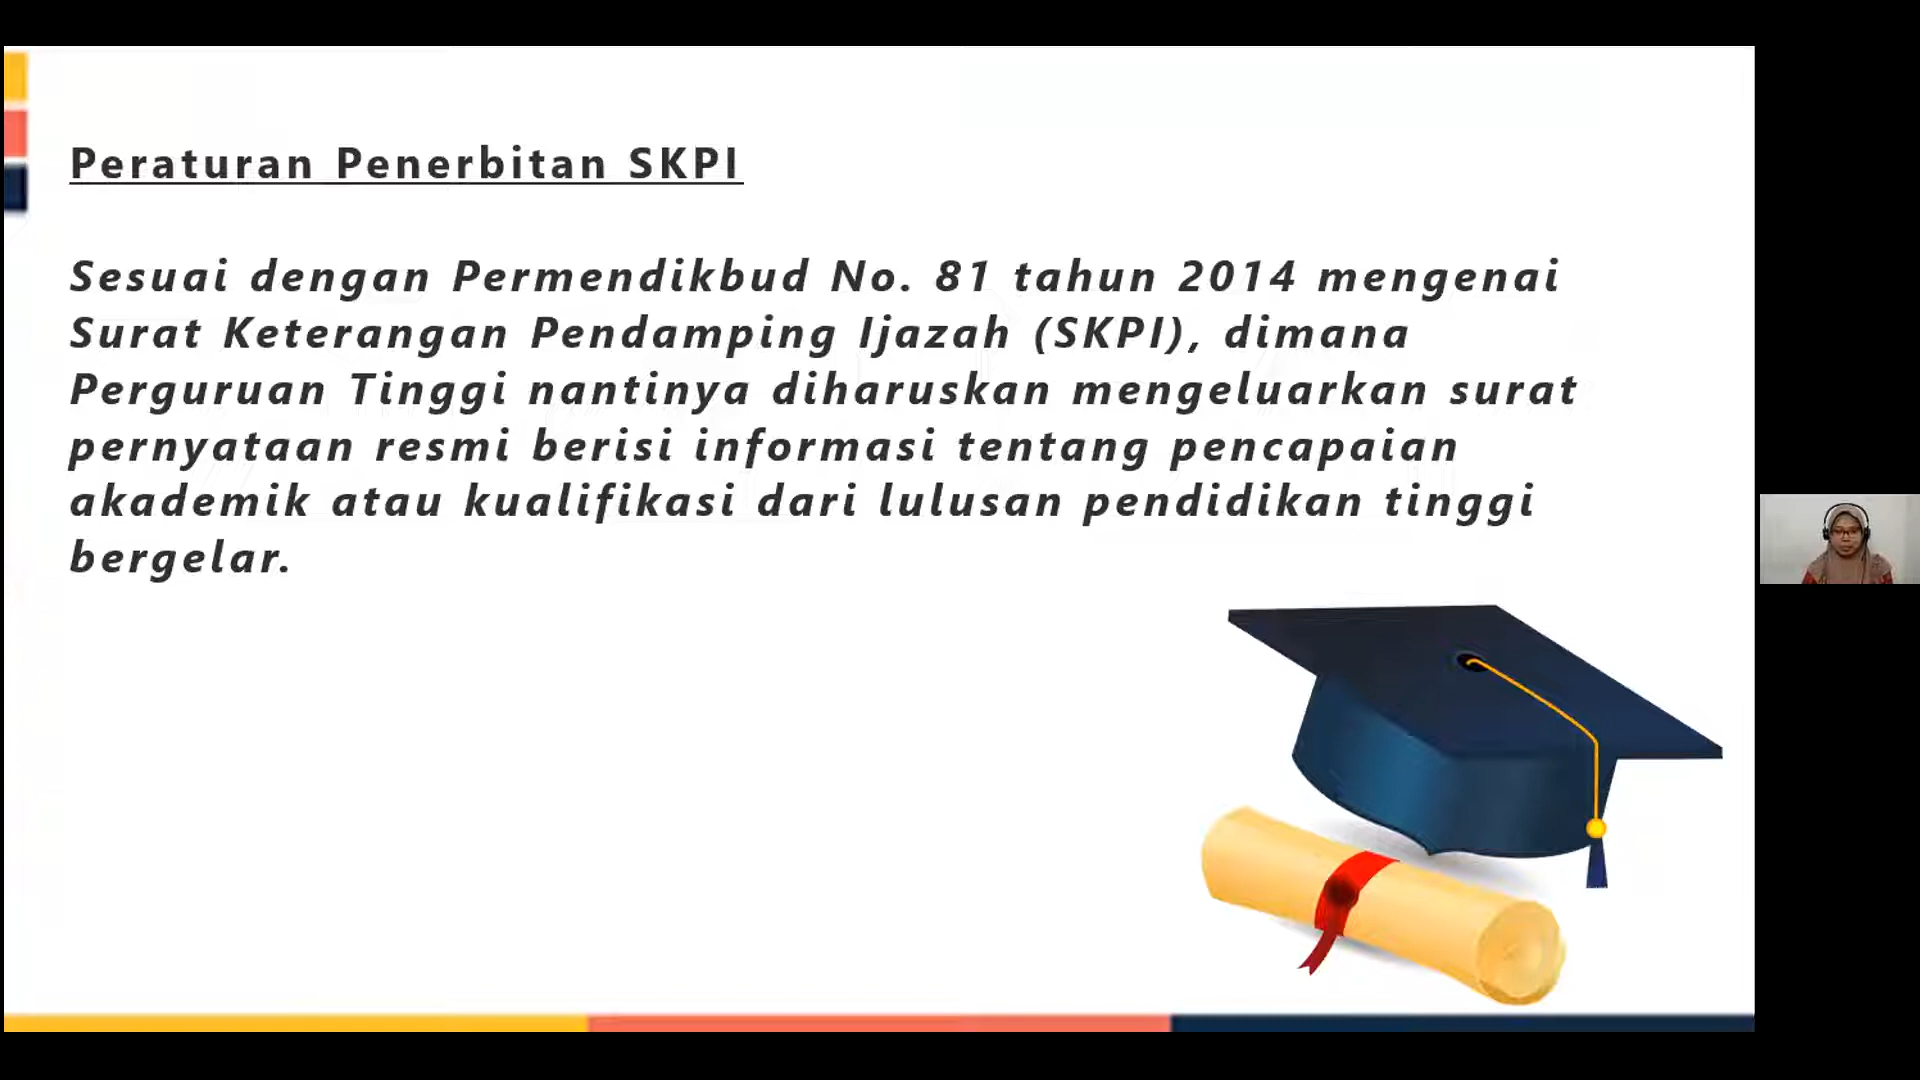 Peraturan Penerbitan SKPI
Sesuai dengan Permendikbud No. 81 tahun 2014 mengenai
Surat Keterangan Pendamping Ijazah (SKPI), dimana
Perguruan Tinggi nantinya diharuskan mengeluarkan surat
pernyataan resmi berisi informasi tentang pencapaian
akademik atau kualifikasi dari lulusan pendidikan tinggi
bergelar.